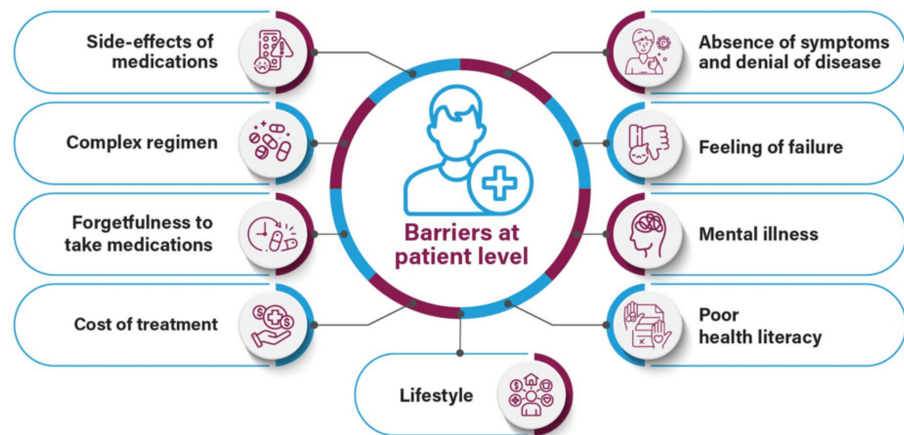 Side-effects of
medications
Complex regimen
Forgetfulness to
take medications
Cost of treatment
Barriers at
patient level
Absence of symptoms
and denial of disease
Feeling of failure
Mental illness
Poor
health literacy
Lifestyle